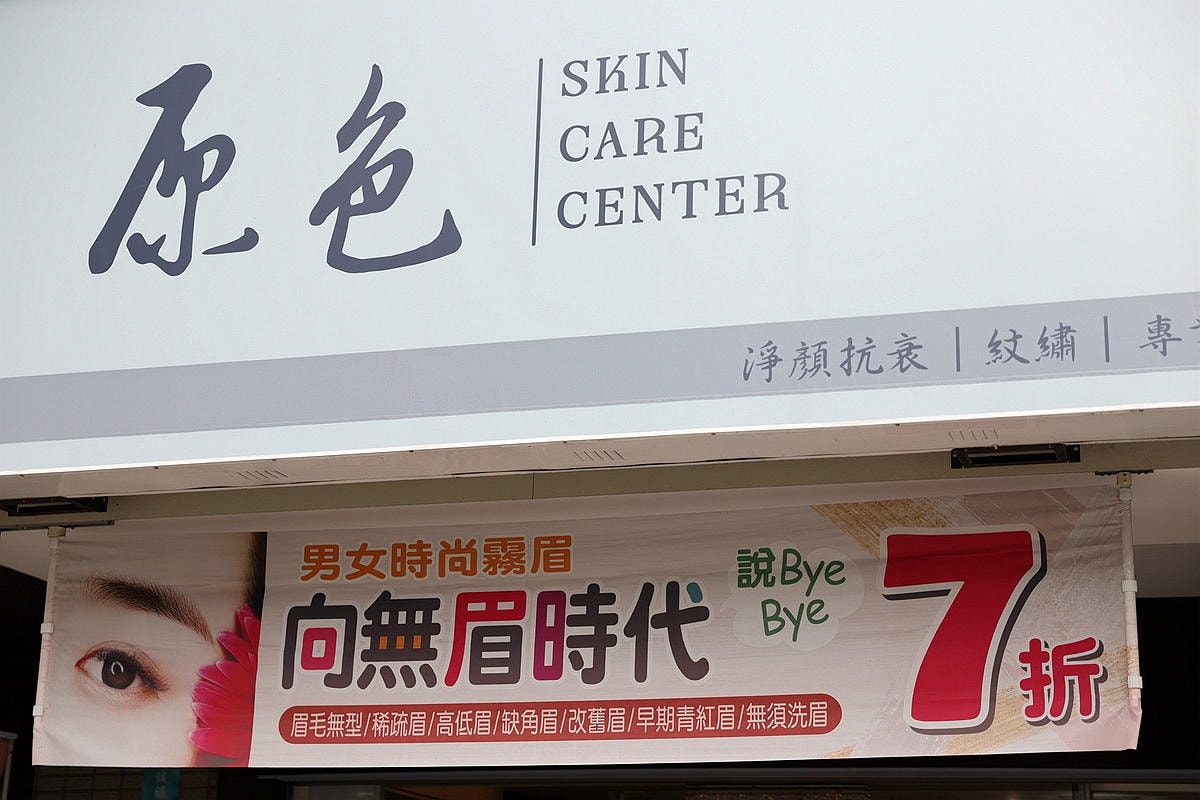 原色
SKIN
CARE
CENTER
淨顏抗衰｜紋繡｜專
男女時尚霧眉
向無眉時代
說Bye
Bye
7折
眉毛無型/稀疏眉/高低眉/缺角眉/改舊眉/早期青紅眉/無須洗眉